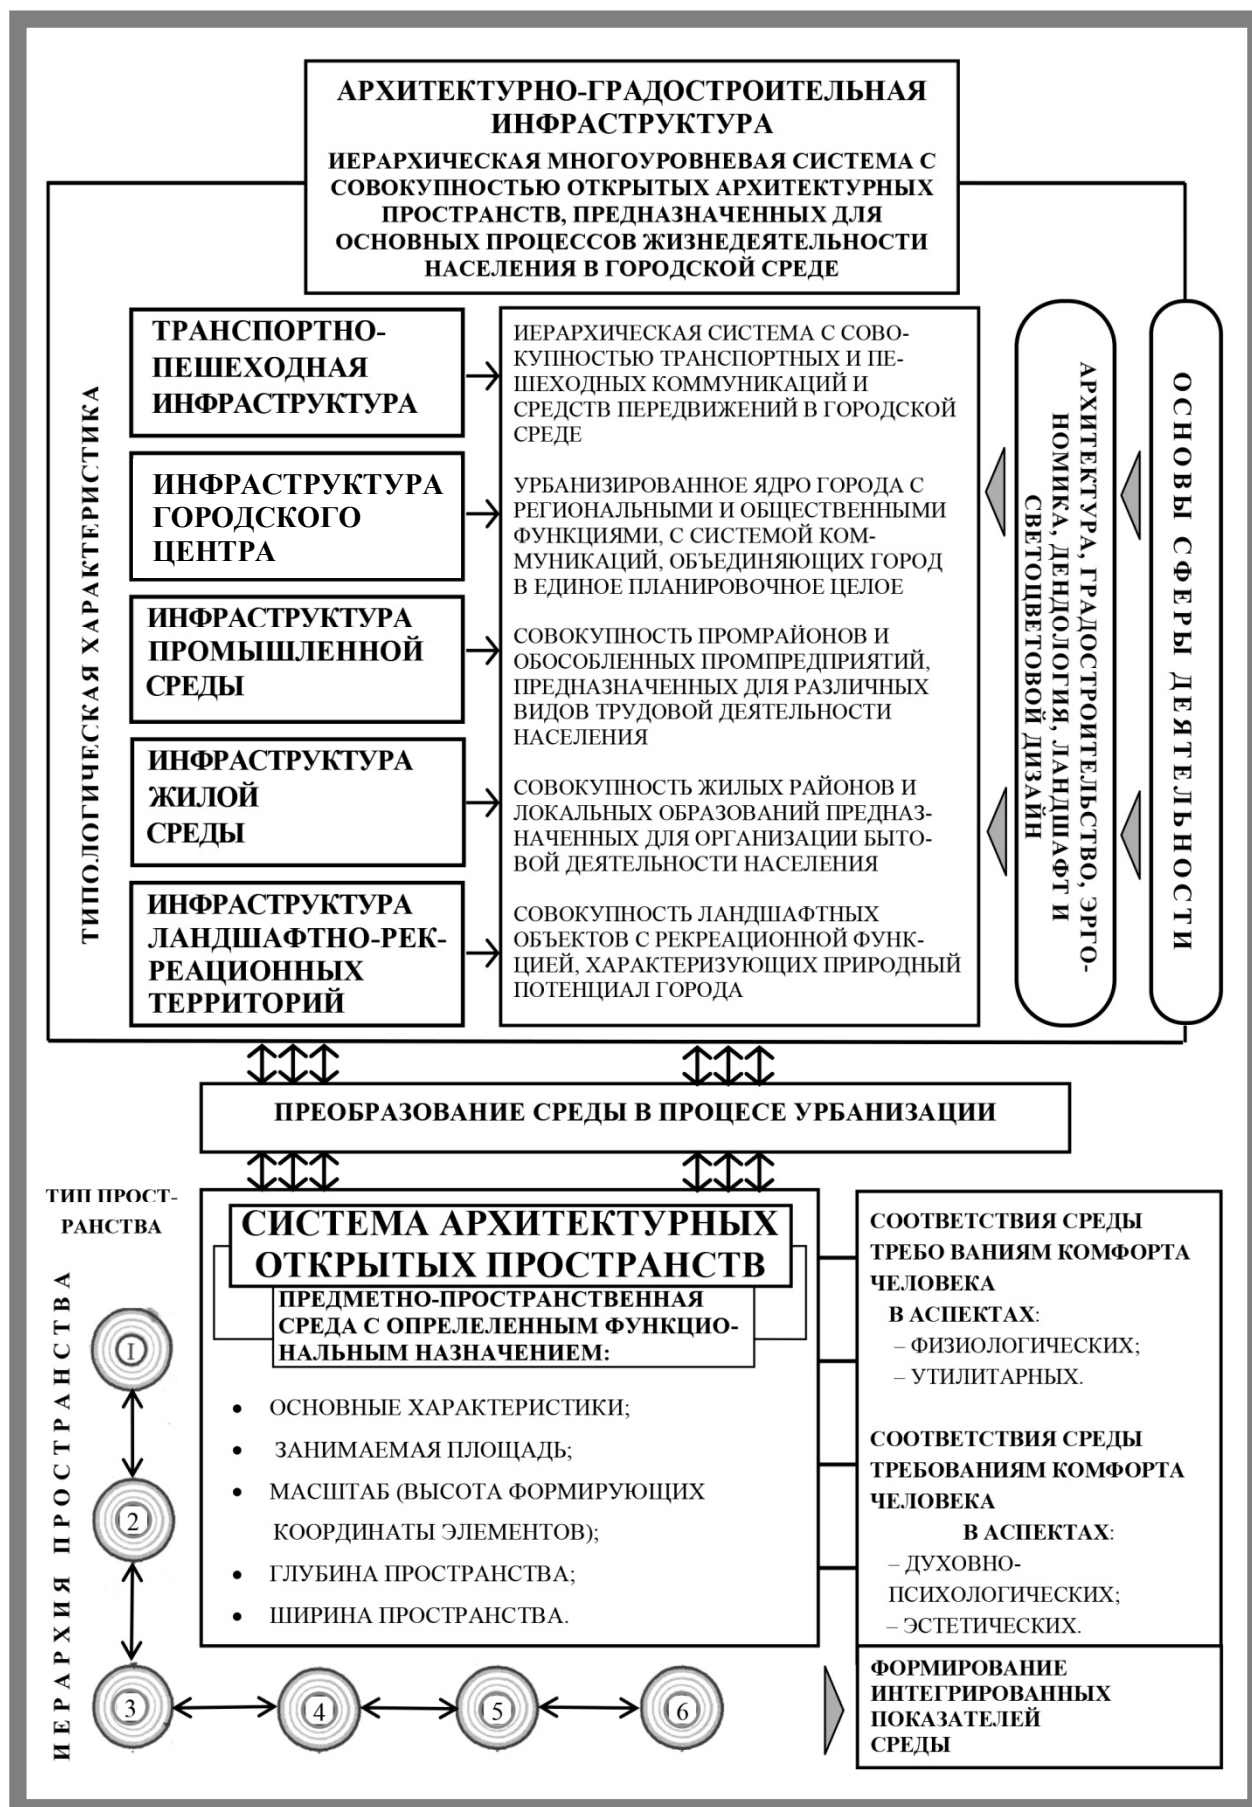 АРХИТЕКТУРНО-ГРАДОСТРОИТЕЛЬНАЯ
ИНФРАСТРУКТУРА
ИЕРАРХИЧЕСКАЯ МНОГОУРОВНЕВАЯ СИСТЕМА С
СОВОКУПНОСТЬЮ ОТКРЫТЫХ АРХИТЕКТУРНЫХ
ПРОСТРАНСТВ, ПРЕДНАЗНАЧЕННЫХ ДЛЯ
ОСНОВНЫХ ПРОЦЕССОВ ЖИЗНЕДЕЯТЕЛЬНОСТИ
НАСЕЛЕНИЯ В ГОРОДСКОЙ СРЕДЕ
ТИПОЛОГИЧЕСКАЯ ХАРАКТЕРИСТИКА
ТРАНСПОРТНО-
ПЕШЕХОДНАЯ
ИНФРАСТРУКТУРА
ИЕРАРХИЧЕСКАЯ СИСТЕМА С СОВО-
КУПНОСТЬЮ ТРАНСПОРТНЫХ И ПЕ-
ШЕХОДНЫХ КОММУНИКАЦИЙ И
СРЕДСТВ ПЕРЕДВИЖЕНИЙ В ГОРОДСКОЙ
СРЕДЕ
ИНФРАСТРУКТУРА
ГОРОДСКОГО
ЦЕНТРА
УРБАНИЗИРОВАННОЕ ЯДРО ГОРОДА С
РЕГИОНАЛЬНЫМИ И ОБЩЕСТВЕННЫМИ
ФУНКЦИЯМИ, С СИСТЕМОЙ КОМ-
МУНИКАЦИЙ, ОБЪЕДИНЯЮЩИХ ГОРОД
В ЕДИНОЕ ПЛАНИРОВОЧНОЕ ЦЕЛОЕ
ИНФРАСТРУКТУРА
ПРОМЫШЛЕННОЙ
СРЕДЫ
СОВОКУПНОСТЬ ПРОМРАЙОНОВ И
ОБОСОБЛЕННЫХ ПРОМПРЕДПРИЯТИЙ,
ПРЕДНАЗНАЧЕННЫХ ДЛЯ РАЗЛИЧНЫХ
ВИДОВ ТРУДОВОЙ ДЕЯТЕЛЬНОСТИ
НАСЕЛЕНИЯ
ИНФРАСТРУКТУРА
ЖИЛОЙ
СРЕДЫ
СОВОКУПНОСТЬ ЖИЛЫХ РАЙОНОВ И
ЛОКАЛЬНЫХ ОБРАЗОВАНИЙ ПРЕДНАЗ-
НАЧЕННЫХ ДЛЯ ОРГАНИЗАЦИИ БЫТО-
ВОЙ ДЕЯТЕЛЬНОСТИ НАСЕЛЕНИЯ
ИНФРАСТРУКТУРА
ЛАНДШАФТНО-РЕК-
РЕАЦИОННЫХ
ТЕРРИТОРИЙ
СОВОКУПНОСТЬ ЛАНДШАФТНЫХ
ОБЪЕКТОВ С РЕКРЕАЦИОННОЙ ФУНК-
ЦИЕЙ, ХАРАКТЕРИЗУЮЩИХ ПРИРОДНЫЙ
ПОТЕНЦИАЛ ГОРОДА
АРХИТЕКТУРА, ГРАДОСТРОИТЕЛЬСТВО, ЭРГО-
НОМИКА, ДЕНДОЛОГИЯ, ЛАНДШАФТ И
СВЕТОЦВЕТОВОЙ ДИЗАЙН
ОСНОВЫ СФЕРЫ ДЕЯТЕЛЬНОСТИ
ПРЕОБРАЗОВАНИЕ СРЕДЫ В ПРОЦЕСЕ УРБАНИЗАЦИИ
ТИП ПРОСТ-
РАНСТВА
ИЕРАРХИЯ ПРОСТРАНСТВА
СИСТЕМА АРХИТЕКТУРНЫХ
ОТКРЫТЫХ ПРОСТРАНСТВ
ПРЕДМЕТНО-ПРОСТРАНСТВЕННАЯ
СРЕДА С ОПРЕЛЕЛЕННЫМ ФУНКЦИО-
НАЛЬНЫМ НАЗНАЧЕНИЕМ:
• ОСНОВНЫЕ ХАРАКТЕРИСТИКИ;
• ЗАНИМАЕМАЯ ПЛОЩАДЬ;
• МАСШТАБ (ВЫСОТА ФОРМИРУЮЩИХ
КООРДИНАТЫ ЭЛЕМЕНТОВ);
• ГЛУБИНА ПРОСТРАНСТВА;
• ШИРИНА ПРОСТРАНСТВА.
СООТВЕТСТВИЯ СРЕДЫ
ТРЕБО ВАНИЯМ КОМФОРТА
ЧЕЛОВЕКА
В АСПЕКТАХ:
– ФИЗИОЛОГИЧЕСКИХ;
– УТИЛИТАРНЫХ.
СООТВЕТСТВИЯ СРЕДЫ
ТРЕБОВАНИЯМ КОМФОРТА
ЧЕЛОВЕКА
В АСПЕКТАХ:
– ДУХОВНО-
ПСИХОЛОГИЧЕСКИХ;
– ЭСТЕТИЧЕСКИХ.
ФОРМИРОВАНИЕ
ИНТЕГРИРОВАННЫХ
ПОКАЗАТЕЛЕЙ
СРЕДЫ
1
2
3
4
5
6